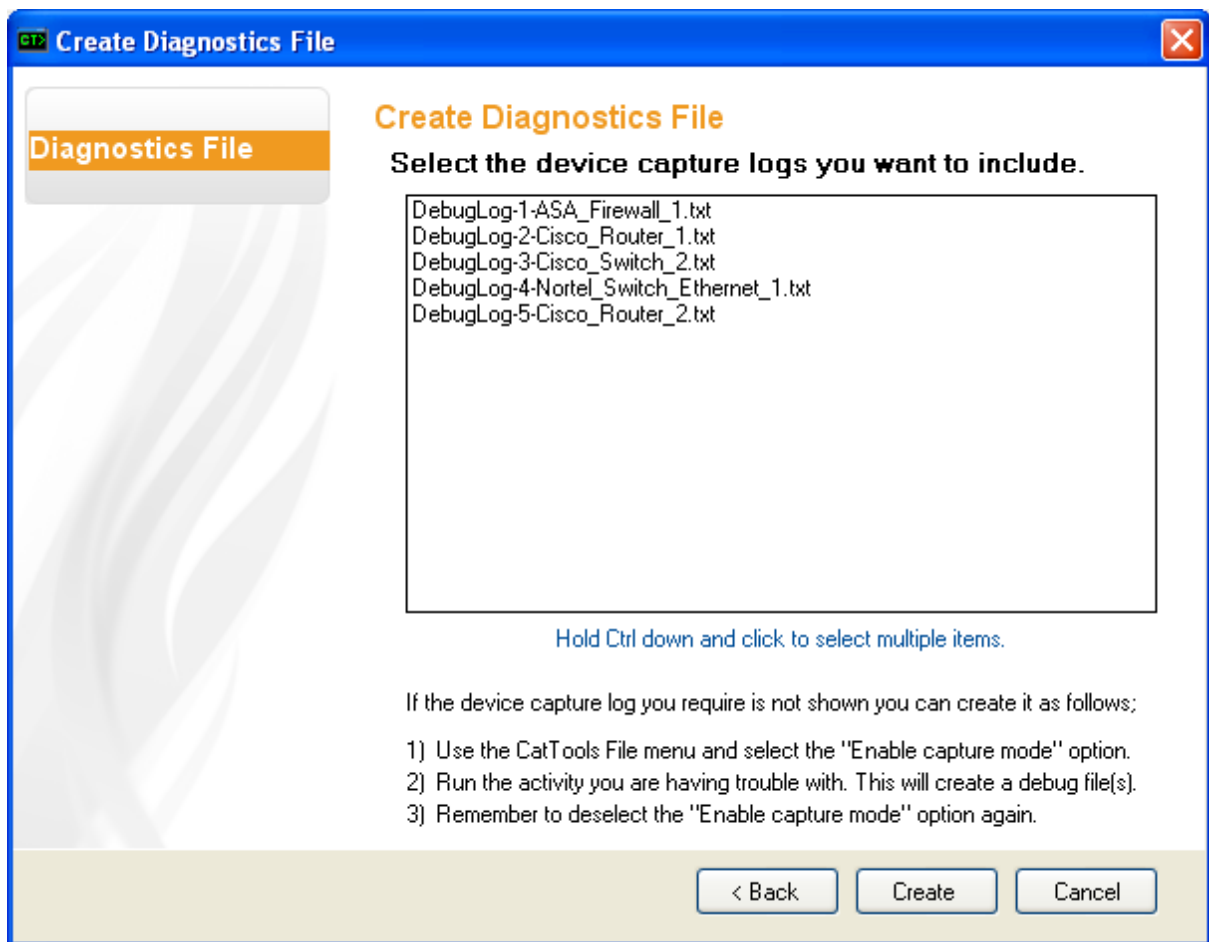 CT> Create Diagnostics File
Diagnostics File
Create Diagnostics File
Select the device capture logs you want to include.
DebugLog-1-ASA_Firewall_1.txt
DebugLog-2-Cisco_Router_1.txt
DebugLog-3-Cisco_Switch_2.txt
DebugLog-4-Nortel_Switch_Ethernet_1.txt
DebugLog-5-Cisco_Router_2.txt
Hold Ctrl down and click to select multiple items.
If the device capture log you require is not shown you can create it as follows;
1) Use the CatTools File menu and select the "Enable capture mode" option.
2) Run the activity you are having trouble with. This will create a debug file(s).
3) Remember to deselect the "Enable capture mode" option again.
< Back Create Cancel